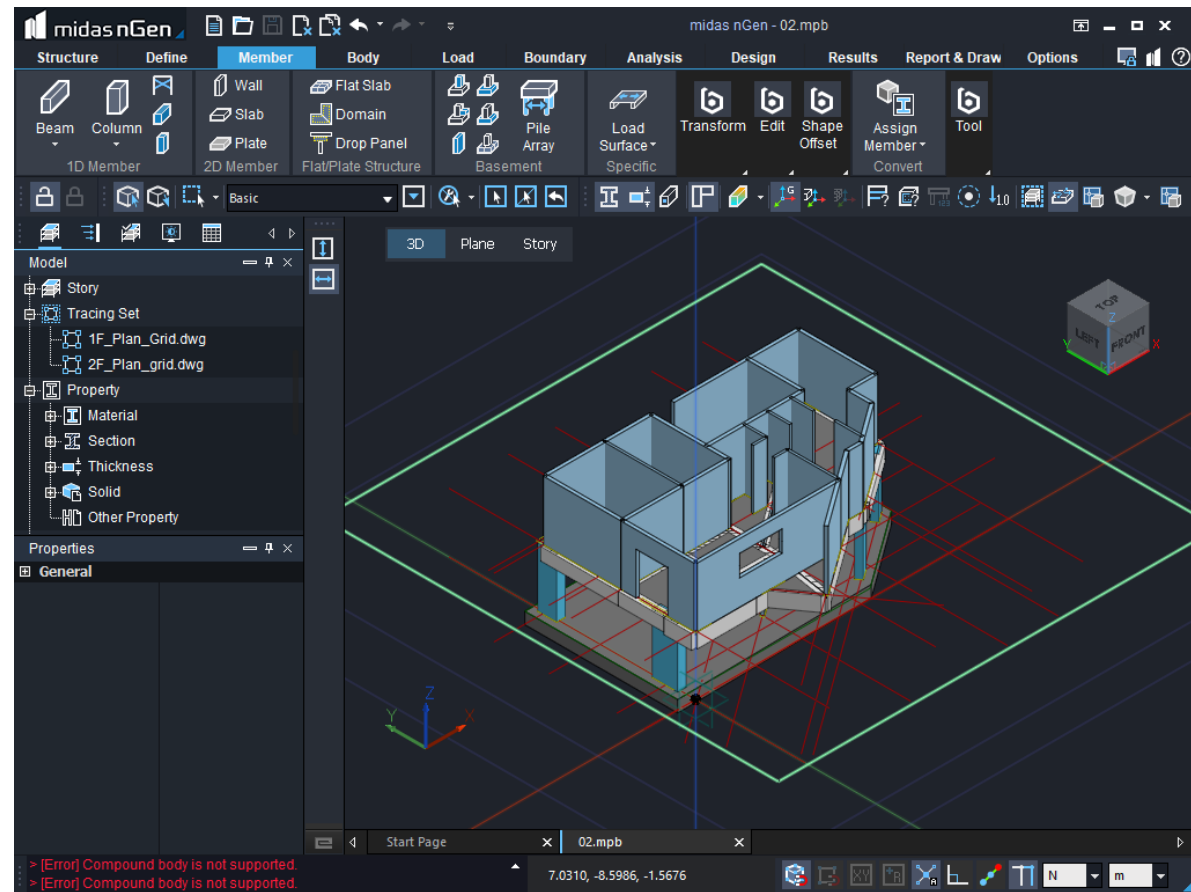 midas nGen
midas nGen - 02.mpb
Structure Define Member Body Load Boundary Analysis Design Results Report & Draw Options
Beam
Column
1D Member
Wall
Slab
Plate
2D Member
Flat Slab
Domain
Drop Panel
Flat/Plate Structure
Pile
Array
Basement
Load
Surface
Specific
Transform
Edit
Shape
Offset
Assign
Member
Convert
Tool
Basic
1.0
Model
Story
Tracing Set
1F_Plan_Grid.dwg
2F_Plan_grid.dwg
Property
Material
Section
Thickness
Solid
Other Property
Properties
General
3D Plane Story
TOP
LEFT
FRONT
Z
Y
X
Z
Y
X
Start Page
02.mpb
> [Error] Compound body is not supported.
> [Error] Compound body is not supported.
7.0310, -8.5986, -1.5676
N
m